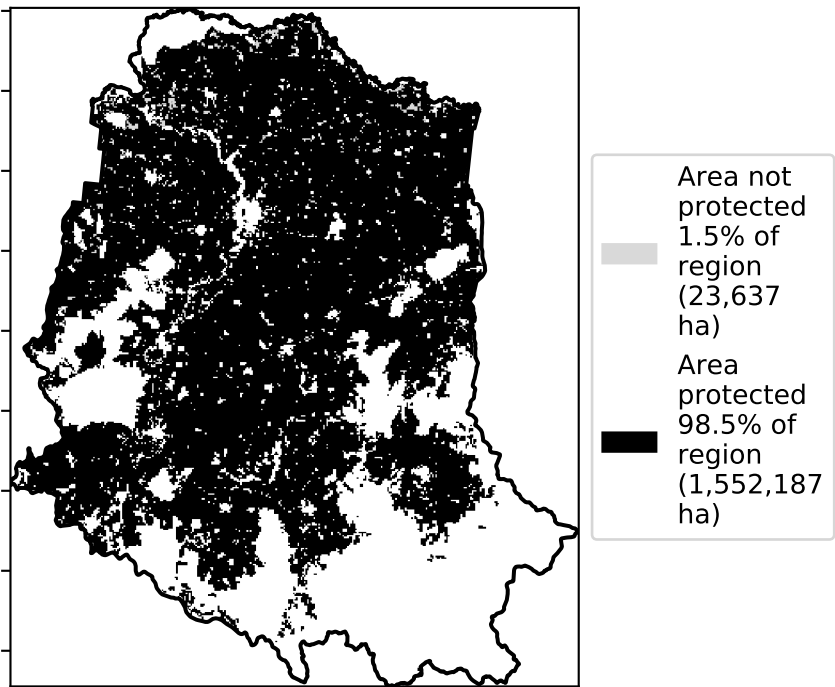 Area not
protected
1.5% of
region
(23,637
ha)
Area
protected
98.5% of
region
(1,552,187
ha)